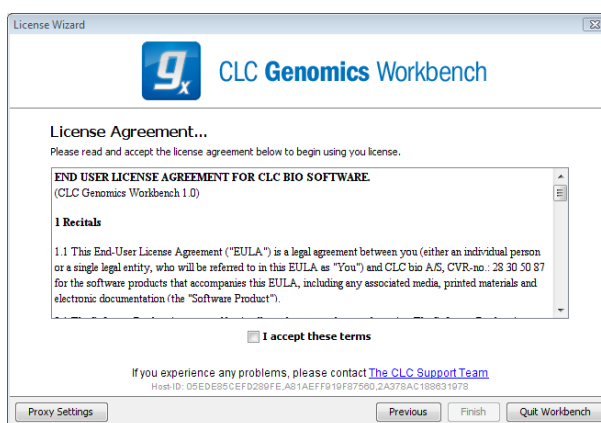 License Wizard
gx CLC Genomics Workbench
License Agreement...
Please read and accept the license agreement below to begin using you license.
END USER LICENSE AGREEMENT FOR CLC BIO SOFTWARE.
(CLC Genomics Workbench 1.0)
1 Recitals
1.1 This End-User License Agreement ("EULA") is a legal agreement between you (either an individual person
or a single legal entity, who will be referred to in this EULA as "You") and CLC bio A/S, CVR-no.: 28 30 50 87
for the software products that accompanies this EULA, including any associated media, printed materials and
electronic documentation (the "Software Product").
I accept these terms
If you experience any problems, please contact The CLC Support Team
Host-ID: 05EDE85CEFD289FE,A81AEFF919F87560,2A378AC188631978
Proxy Settings
Previous
Finish
Quit Workbench